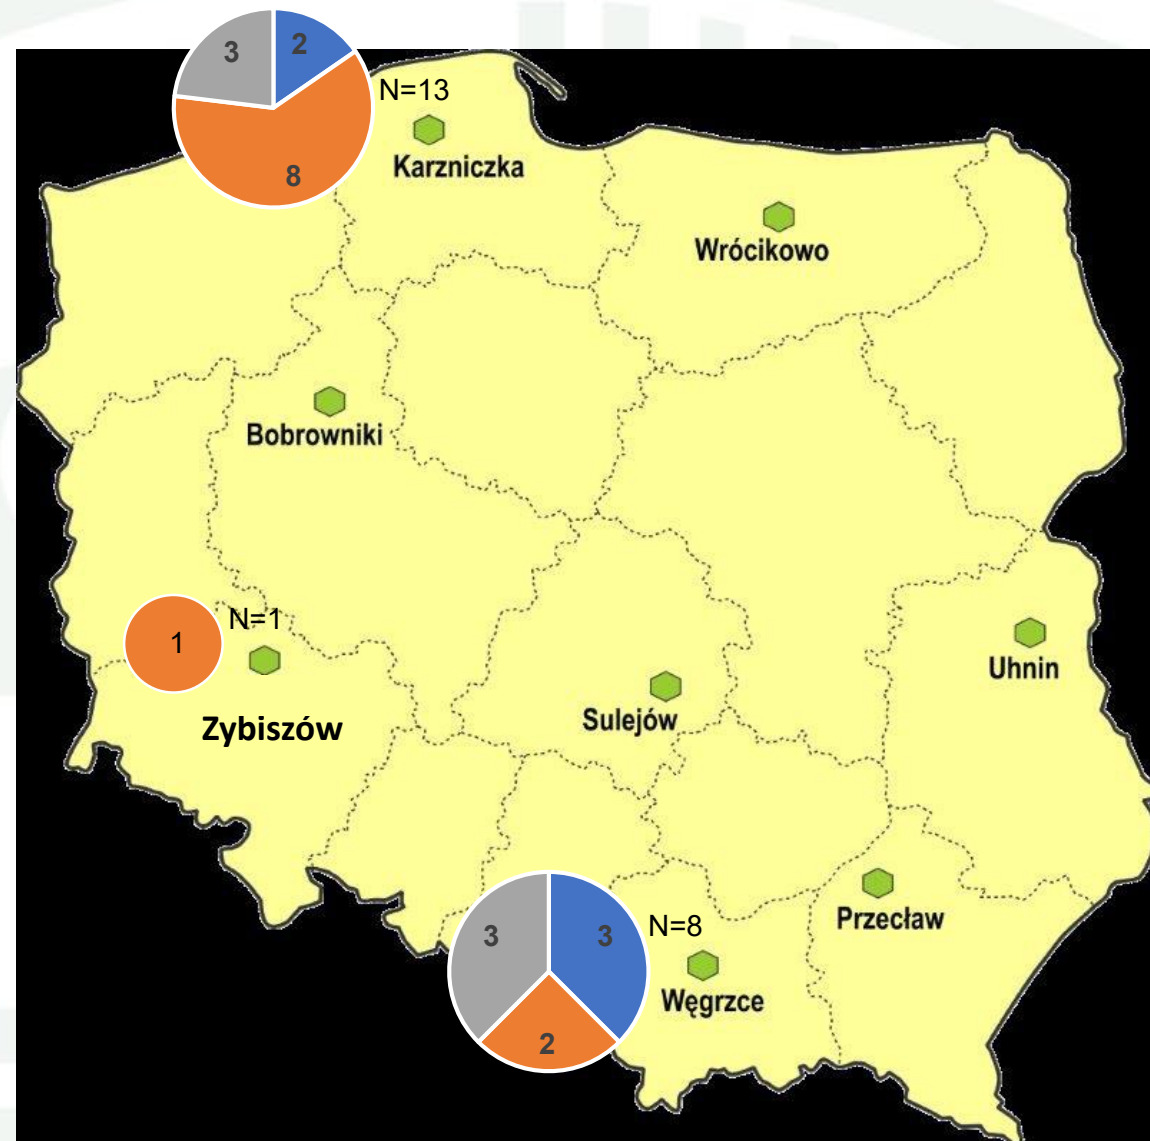 3
2
8
N=13
Karzniczka
Wrócikowo
Bobrowniki
1
N=1
Zybiszów
Uhnin
Sulejów
Przecław
3
3
2
N=8
Węgrzce